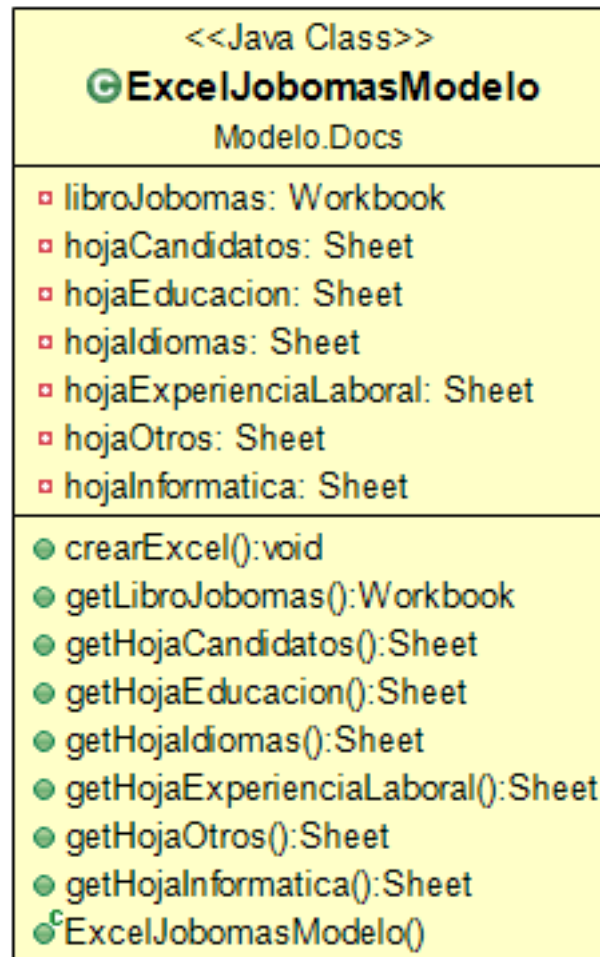 <<Java Class>>
ExcelJobomasModelo
Modelo.Docs
libroJobomas: Workbook
hojaCandidatos: Sheet
hojaEducacion: Sheet
hojaIdiomas: Sheet
hojaExperienciaLaboral: Sheet
hojaOtros: Sheet
hojaInformatica: Sheet
crearExcel():void
getLibroJobomas():Workbook
getHojaCandidatos():Sheet
getHojaEducacion():Sheet
getHojaIdiomas():Sheet
getHojaExperienciaLaboral():Sheet
getHojaOtros():Sheet
getHojaInformatica():Sheet
ExcelJobomasModelo()